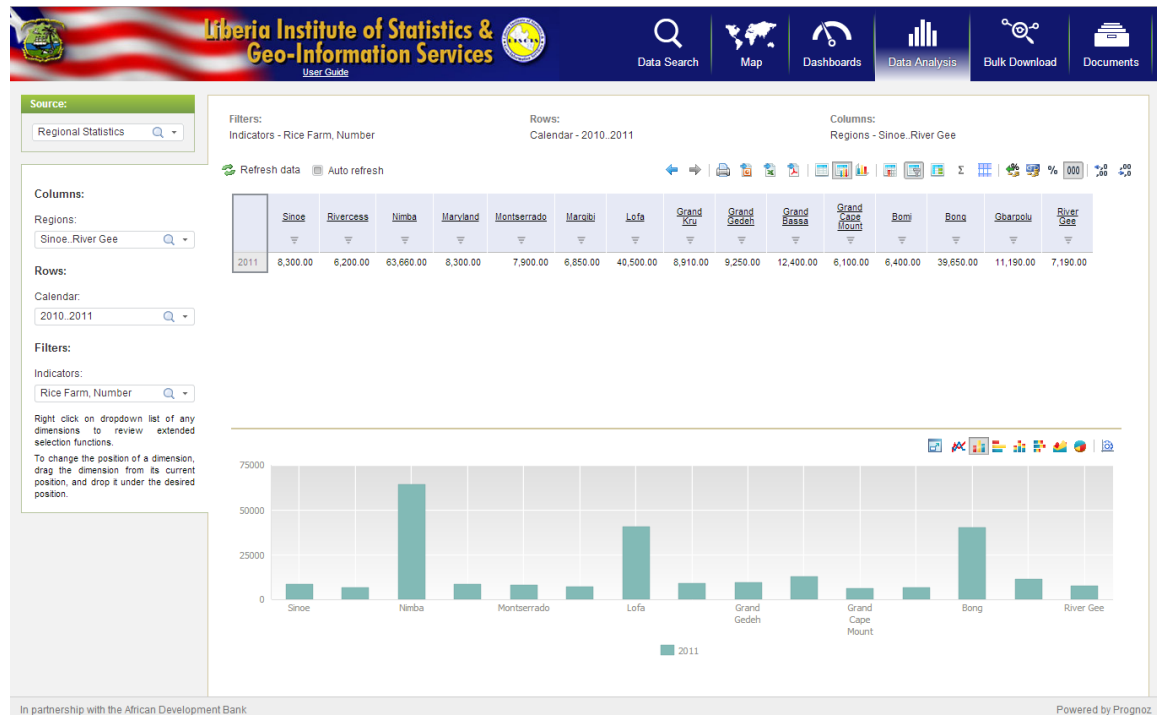 Liberia Institute of Statistics &
Geo-Information Services
User Guide
Data Search
Map
Dashboards
Data Analysis
Bulk Download
Documents
Source:
Regional Statistics
Columns:
Regions:
Sinoe..River Gee
Rows:
Calendar:
2010..2011
Filters:
Indicators:
Rice Farm, Number
Right click on dropdown list of any
dimensions to review extended
selection functions.
To change the position of a dimension,
drag the dimension from its current
position, and drop it under the desired
position.
Filters:
Indicators - Rice Farm, Number
Rows:
Calendar - 2010..2011
Columns:
Regions - Sinoe..River Gee
Refresh data Auto refresh
Σ % 000
Sinoe Rivercess Nimba Maryland Montserrado Margibi Lofa Grand Kru Grand Gedeh Grand Bassa Grand Cape Mount Bomi Bong Gbarpolu River Gee
2011 8,300.00 6,200.00 63,660.00 8,300.00 7,900.00 6,850.00 40,500.00 8,910.00 9,250.00 12,400.00 6,100.00 6,400.00 39,650.00 11,190.00 7,190.00
75000
50000
25000
0
Sinoe Nimba Montserrado Lofa Grand Gedeh Grand Cape Mount Bong River Gee
2011
In partnership with the African Development Bank
Powered by Prognoz